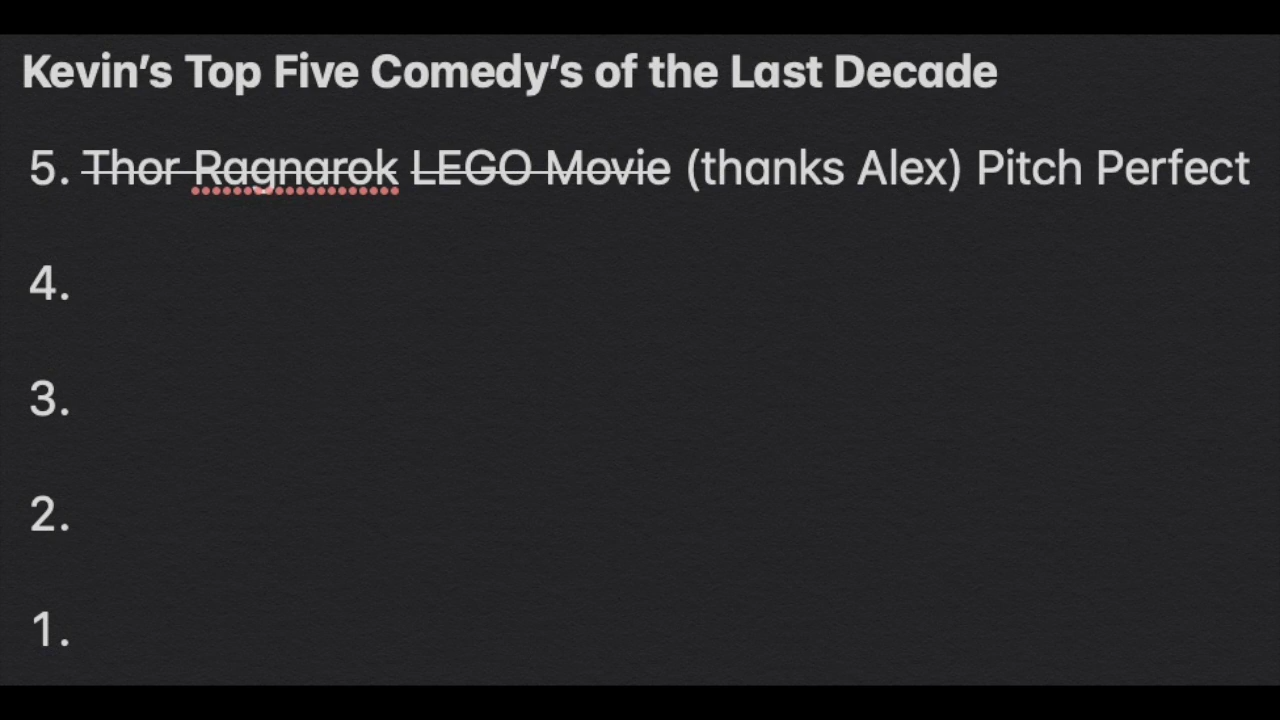 Kevin’s Top Five Comedy’s of the Last Decade
5. Thor Ragnarok LEGO Movie (thanks Alex) Pitch Perfect
4.
3.
2.
1.